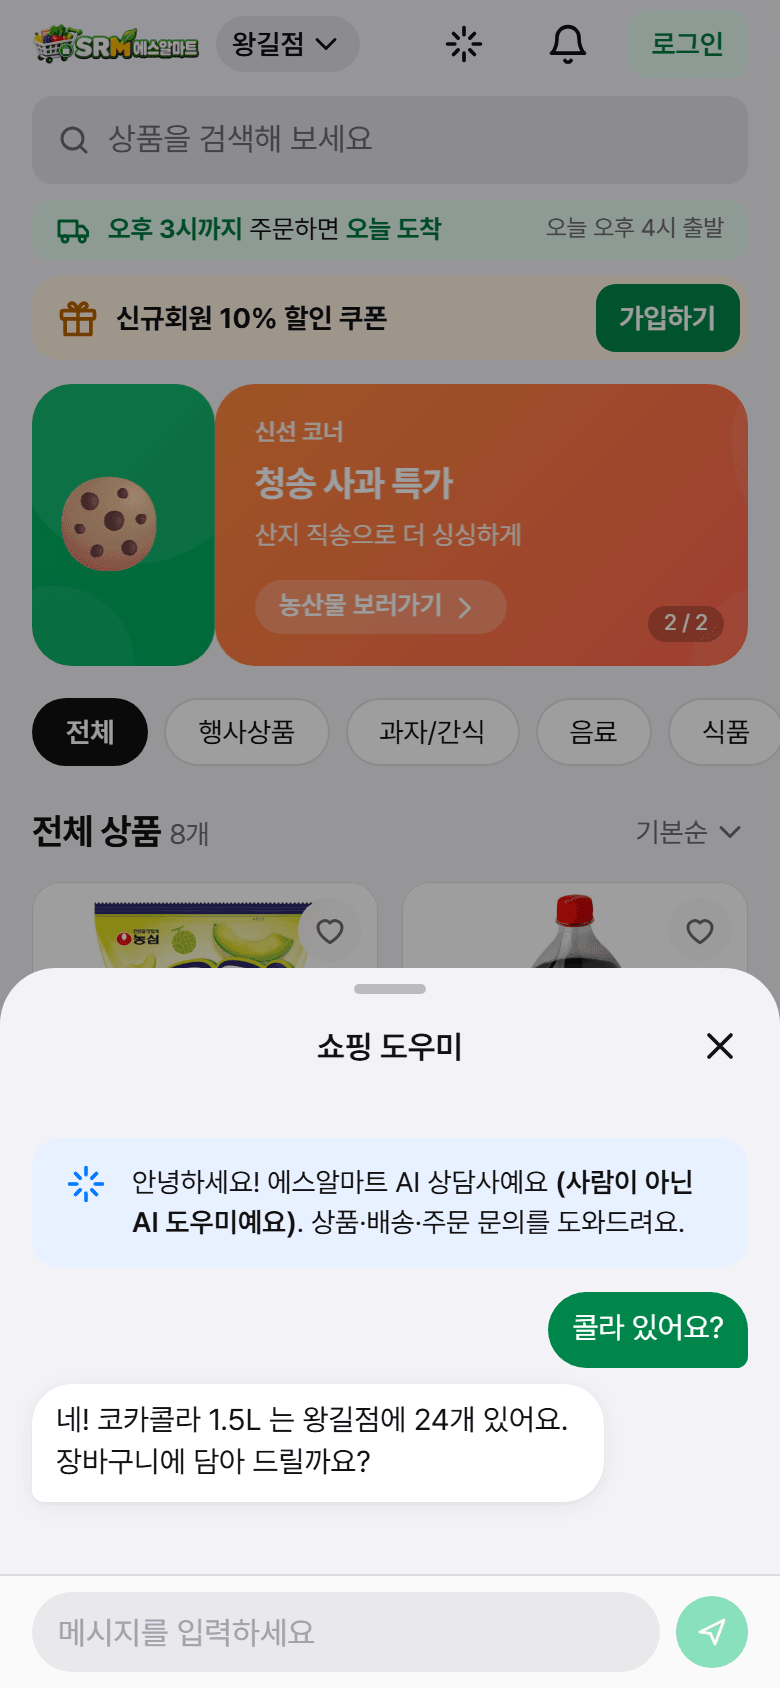 SRM에스알마트
왕길점
로그인
상품을 검색해 보세요
오후 3시까지 주문하면 오늘 도착
오늘 오후 4시 출발
신규회원 10% 할인 쿠폰
가입하기
신선 코너
청송 사과 특가
산지 직송으로 더 싱싱하게
농산물 보러가기
2 / 2
전체
행사상품
과자/간식
음료
식품
전체 상품 8개
기본순
농심
쇼핑 도우미
안녕하세요! 에스알마트 AI 상담사예요 (사람이 아닌
AI 도우미예요). 상품·배송·주문 문의를 도와드려요.
콜라 있어요?
네! 코카콜라 1.5L 는 왕길점에 24개 있어요.
장바구니에 담아 드릴까요?
메시지를 입력하세요